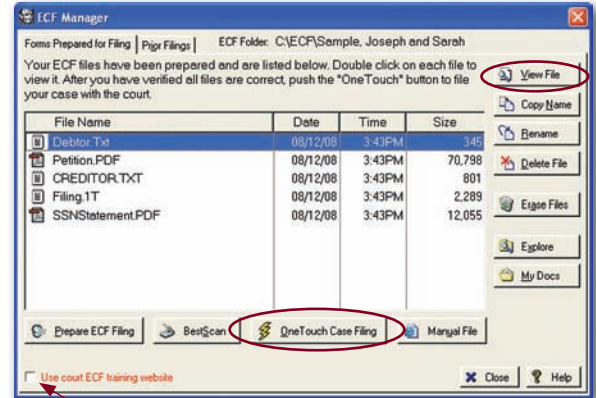 ECF Manager
Forms Prepared for Filing Prior Filings ECF Folder: C:\ECF\Sample, Joseph and Sarah
Your ECF files have been prepared and are listed below. Double click on each file to
view it. After you have verified all files are correct, push the "OneTouch" button to file
your case with the court.
File Name Date Time Size
Debtor.Txt 08/12/08 3:43PM 345
Petition.PDF 08/12/08 3:43PM 70,798
CREDITOR.TXT 08/12/08 3:43PM 801
Filing.1T 08/12/08 3:43PM 2,289
SSNStatement.PDF 08/12/08 3:43PM 12,055
View File
Copy Name
Rename
Delete File
Erase Files
Explore
My Docs
Prepare ECF Filing BestScan OneTouch Case Filing Manual File
Use court ECF training website
Close Help